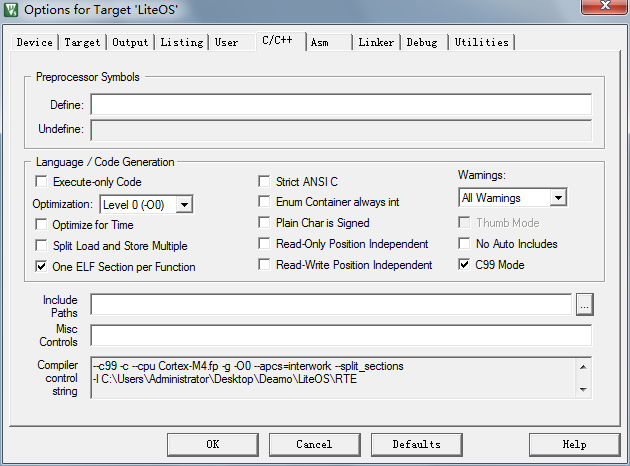 Options for Target 'LiteOS'
Device Target Output Listing User C/C++ Asm Linker Debug Utilities
Preprocessor Symbols
Define:
Undefine:
Language / Code Generation
Execute-only Code
Strict ANSI C
Warnings:
Optimization: Level 0 (-O0)
Enum Container always int
All Warnings
Optimize for Time
Plain Char is Signed
Thumb Mode
Split Load and Store Multiple
Read-Only Position Independent
No Auto Includes
One ELF Section per Function
Read-Write Position Independent
C99 Mode
Include
Paths
...
Misc
Controls
Compiler
control
string
--c99 -c --cpu Cortex-M4.fp -g -O0 --apcs=interwork --split_sections
-I C:\Users\Administrator\Desktop\Deamo\LiteOS\RTE
OK Cancel Defaults Help